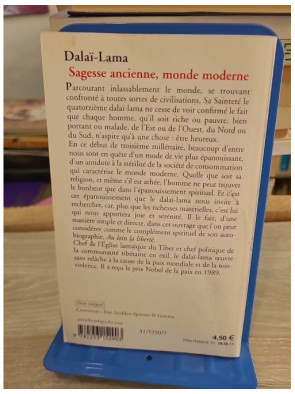 Dalaï-Lama
Sagesse ancienne, monde moderne
Parcourant inlassablement le monde, se trouvant
confronté à toutes sortes de civilisations, Sa Sainteté le
quatorzième dalaï-lama ne cesse de voir confirmé le fait
que chaque homme, qu'il soit riche ou pauvre, bien
portant ou malade, de l'Est ou de l'Ouest, du Nord ou
du Sud, n'aspire qu'à une chose : être heureux.
En ce début de troisième millénaire, beaucoup d'entre
nous sont en quête d'un mode de vie plus épanouissant,
d'un antidote à la stérilité de la société de consommation
qui caractérise le monde moderne. Quelle que soit sa
religion, et même s'il est athée, l'homme ne peut trouver
le bonheur que dans l'épanouissement spirituel. Et c'est
cet épanouissement que le dalaï-lama nous invite à
rechercher, car, plus que les richesses matérielles, c'est lui
qui nous apportera joie et sérénité. Il le fait, d'une
manière simple et directe, dans cet ouvrage que l'on peut
considérer comme le complément spirituel de son auto-
biographie, Au loin la liberté.
Chef de l'Église lamaïque du Tibet et chef politique de
la communauté tibétaine en exil, le dalaï-lama œuvre
sans relâche à la cause de la paix mondiale et de la non-
violence. Il a reçu le prix Nobel de la paix en 1989.
Texte intégral
31/5230/7
4,50 €